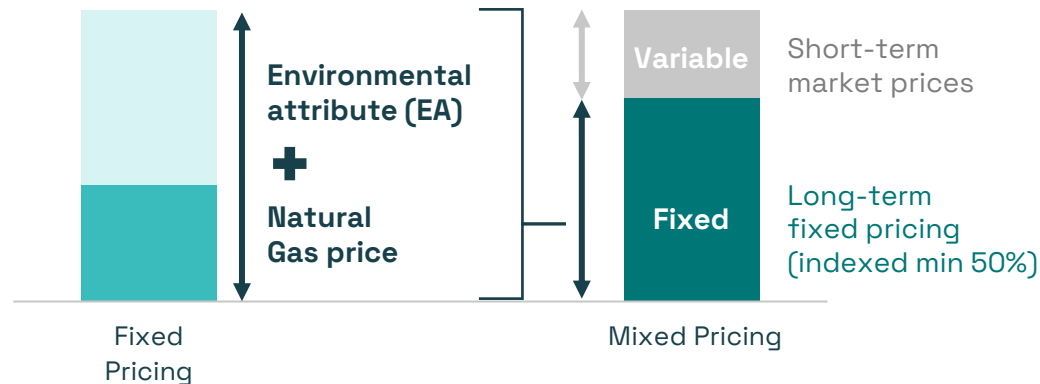 Environmental
attribute (EA)
+
Natural
Gas price
Variable
Short-term
market prices
Fixed
Long-term
fixed pricing
(indexed min 50%)
Fixed
Pricing
Mixed Pricing